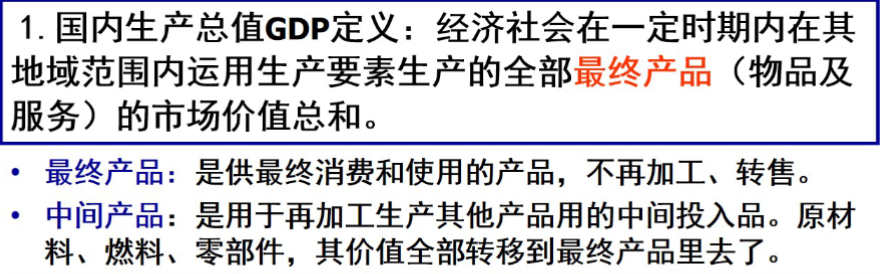 1.国内生产总值GDP定义：经济社会在一定时期内在其
地域范围内运用生产要素生产的全部最终产品（物品及
服务）的市场价值总和。
• 最终产品：是供最终消费和使用的产品，不再加工、转售。
• 中间产品：是用于再加工生产其他产品用的中间投入品。原材
料、燃料、零部件，其价值全部转移到最终产品里去了。